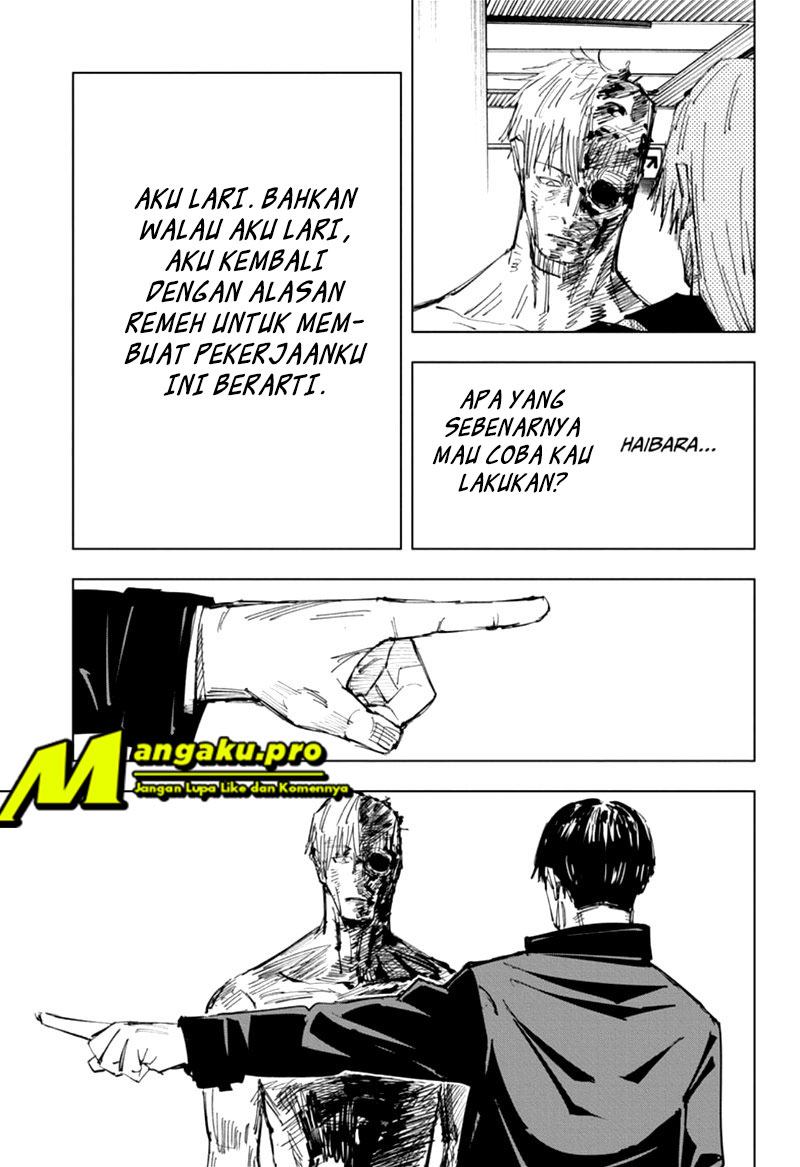 HAIBARA...
APA YANG
SEBENARNYA
MAU COBA KAU
LAKUKAN?
AKU LARI. BAHKAN
WALAU AKU LARI,
AKU KEMBALI
DENGAN ALASAN
REMEH UNTUK MEM-
BUAT PEKERJAANKU
INI BERARTI.
Mangaku.pro
Jangan Lupa Like dan Komennya